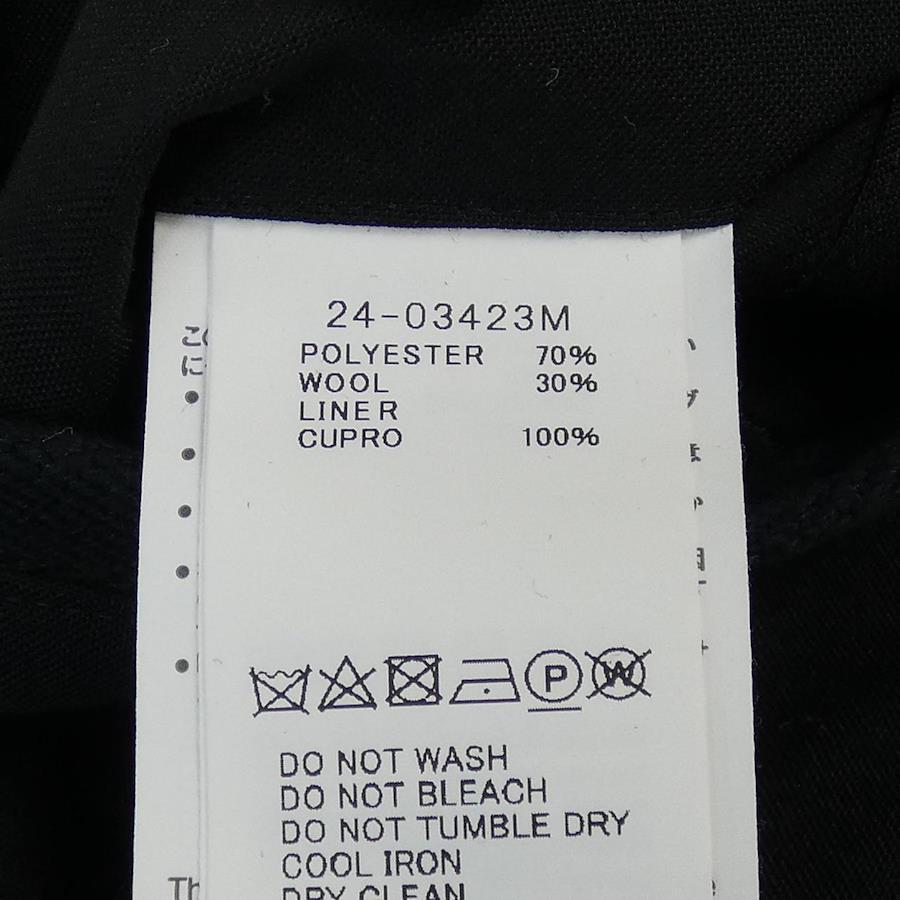 24-03423M
POLYESTER 70%
WOOL 30%
LINER
CUPRO 100%
P W
DO NOT WASH
DO NOT BLEACH
DO NOT TUMBLE DRY
COOL IRON
DRY CLEAN